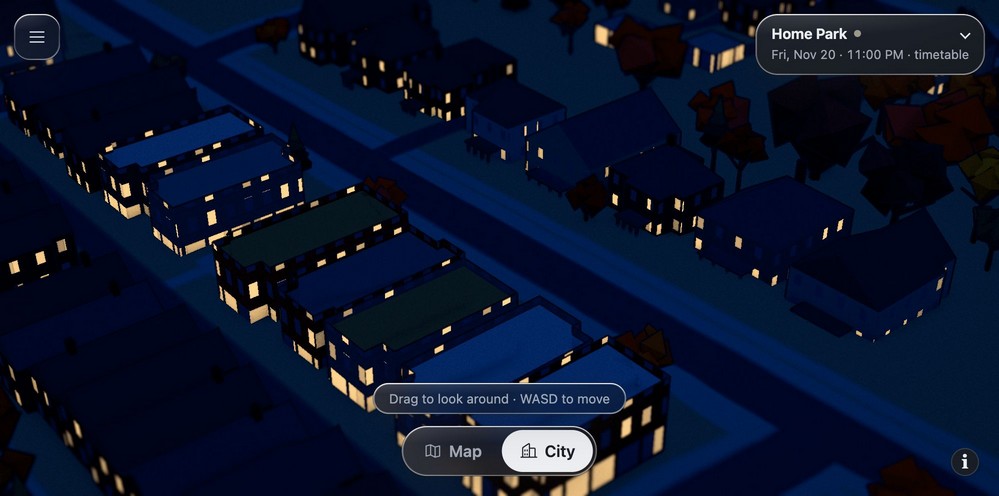 Home Park
Fri, Nov 20 · 11:00 PM · timetable
Drag to look around · WASD to move
Map
City